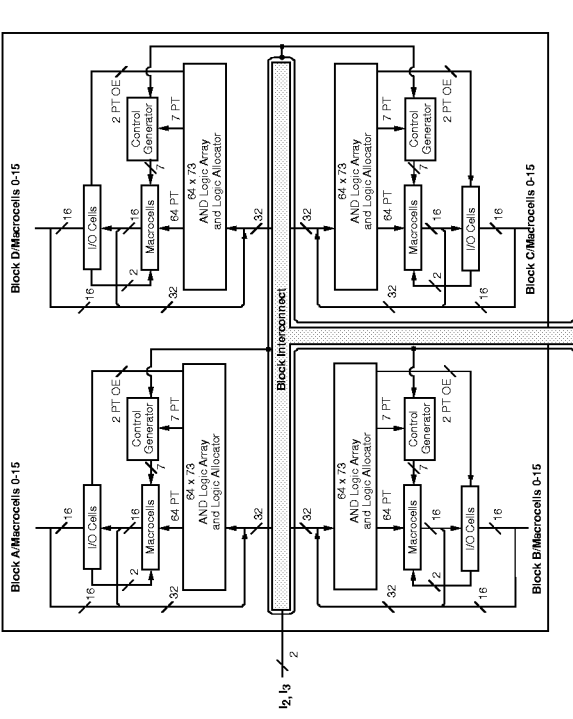 Block A/Macrocells 0-15
16
I/O Cells
16
16
2
Macrocells
7
Control
Generator
2 PT OE
32
64 PT
7 PT
64 x 73
AND Logic Array
and Logic Allocator
32
Block D/Macrocells 0-15
16
I/O Cells
16
16
2
Macrocells
7
Control
Generator
2 PT OE
32
64 PT
7 PT
64 x 73
AND Logic Array
and Logic Allocator
32
I2, I3
2
Block Interconnect
32
64 x 73
AND Logic Array
and Logic Allocator
32
64 PT
7 PT
Macrocells
7
Control
Generator
2 PT OE
2
16
I/O Cells
16
16
Block B/Macrocells 0-15
32
64 x 73
AND Logic Array
and Logic Allocator
32
64 PT
7 PT
Macrocells
7
Control
Generator
2 PT OE
2
16
I/O Cells
16
16
Block C/Macrocells 0-15